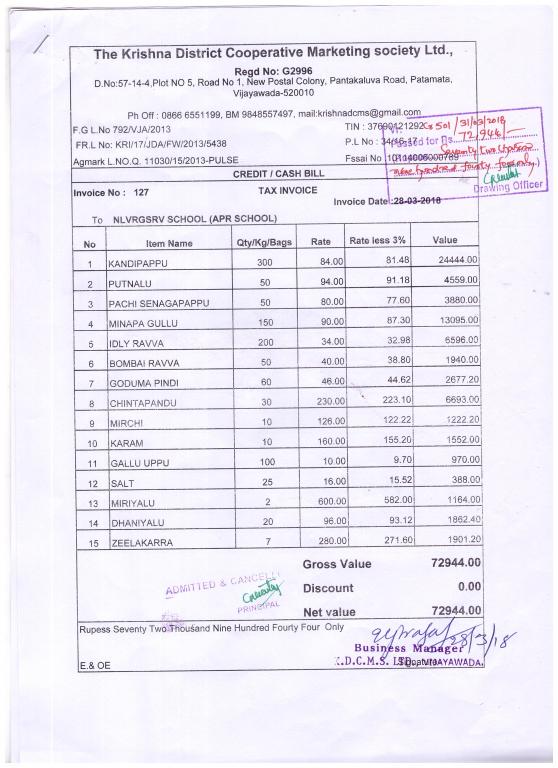 The Krishna District Cooperative Marketing society Ltd.,
Regd No: G2996
D.No:57-14-4,Plot NO 5, Road No 1, New Postal Colony, Pantakaluva Road, Patamata,
Vijayawada-520010
Ph Off : 0866 6551199, BM 9848557497, mail:krishnadcms@gmail.com
F.G L.No 792/VJA/2013
TIN : 37690121292
501/31/03/2018
FR.L No: KRI/17/JDA/FW/2013/5438
P.L No :
Passed for Rs. 72,944/-
Agmark L.NO.Q. 11030/15/2013-PULSE
Fssai No :
Seventy two
nine hundred fourty four only)
Drawing Officer
CREDIT / CASH BILL
Invoice No : 127
TAX INVOICE
Invoice Date :28-03-2018
To NLVRGSRV SCHOOL (APR SCHOOL)
No Item Name Qty/Kg/Bags Rate Rate less 3% Value
1 KANDIPAPPU 300 84.00 81.48 24444.00
2 PUTNALU 50 94.00 91.18 4559.00
3 PACHI SENAGAPAPPU 50 80.00 77.60 3880.00
4 MINAPA GULLU 150 90.00 87.30 13095.00
5 IDLY RAVVA 200 34.00 32.98 6596.00
6 BOMBAI RAVVA 50 40.00 38.80 1940.00
7 GODUMA PINDI 60 46.00 44.62 2677.20
8 CHINTAPANDU 30 230.00 223.10 6693.00
9 MIRCHI 10 126.00 122.22 1222.20
10 KARAM 10 160.00 155.20 1552.00
11 GALLU UPPU 100 10.00 9.70 970.00
12 SALT 25 16.00 15.52 388.00
13 MIRIYALU 2 600.00 582.00 1164.00
14 DHANIYALU 20 96.00 93.12 1862.40
15 ZEELAKARRA 7 280.00 271.60 1901.20
Gross Value 72944.00
ADMITTED & CANCELL
Discount 0.00
PRINCIPAL
Net value 72944.00
Rupess Seventy Two Thousand Nine Hundred Fourty Four Only
28/3/18
Business Manager
K.D.C.M.S. LTD., VIJAYAWADA.
E.& OE